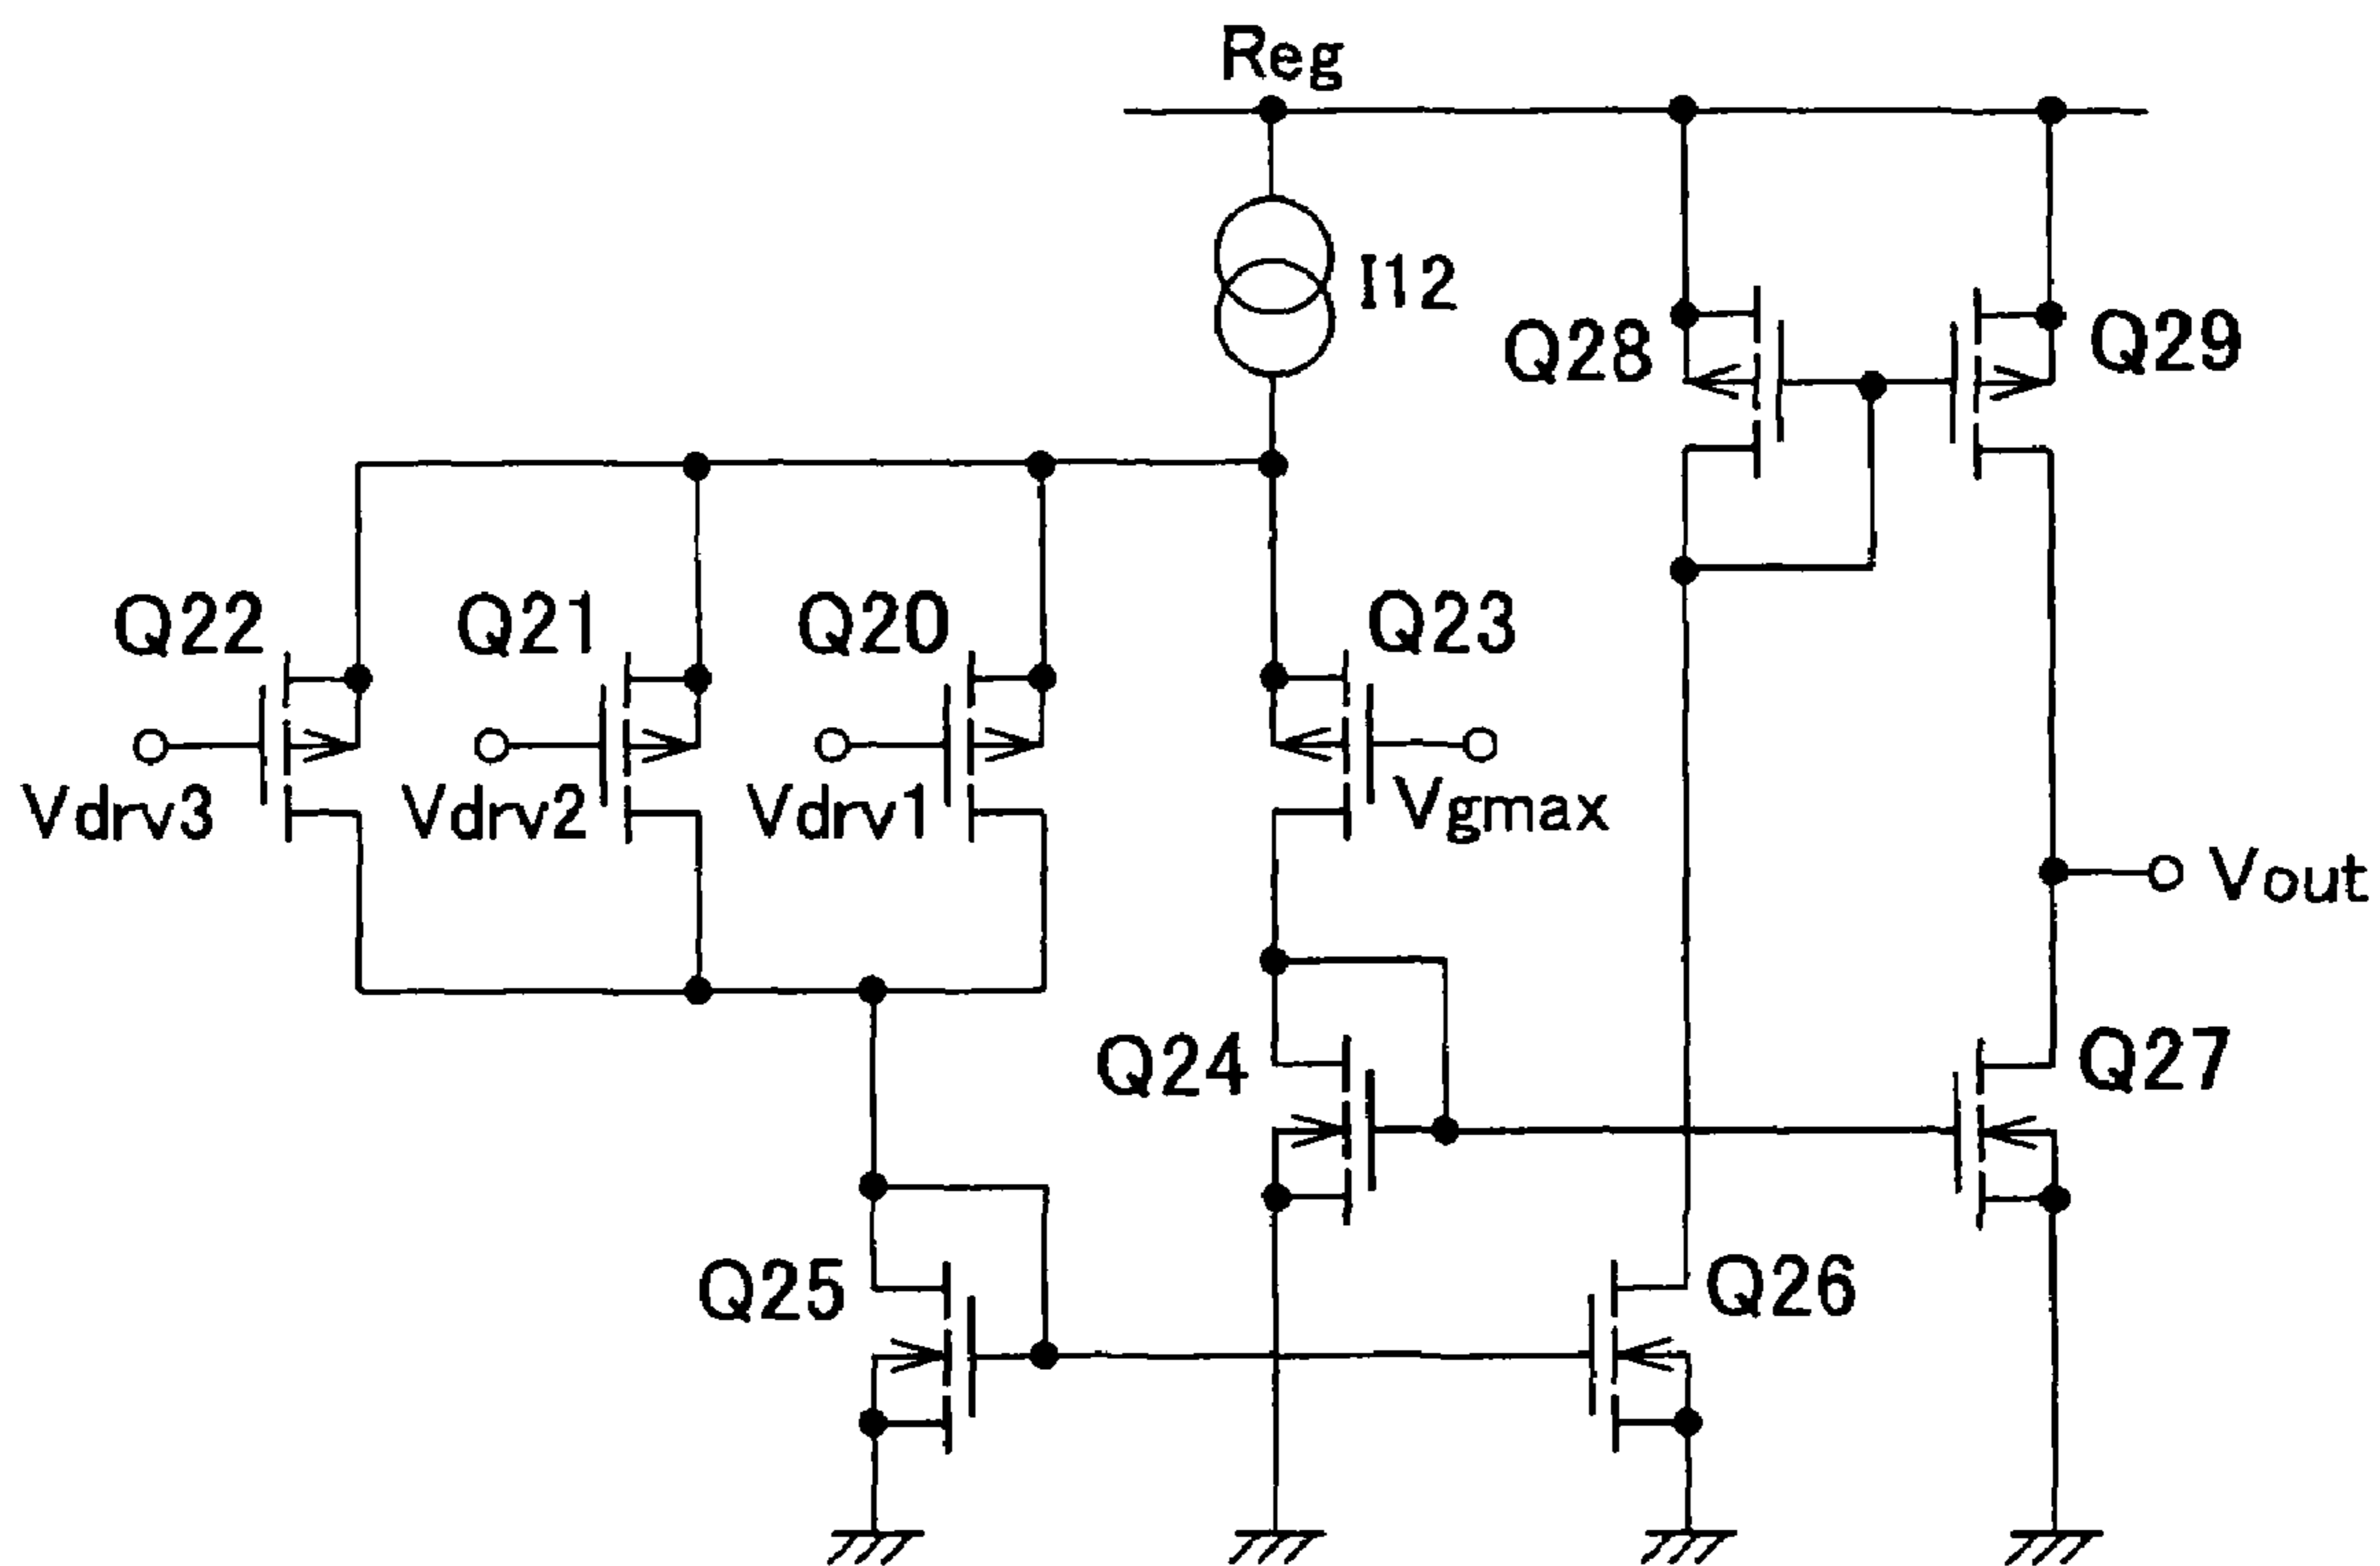 Reg
I12
Q28
Q29
Q22
Q21
Q20
Q23
Vdrv3
Vdrv2
Vdrv1
Vgmax
Vout
Q24
Q27
Q25
Q26